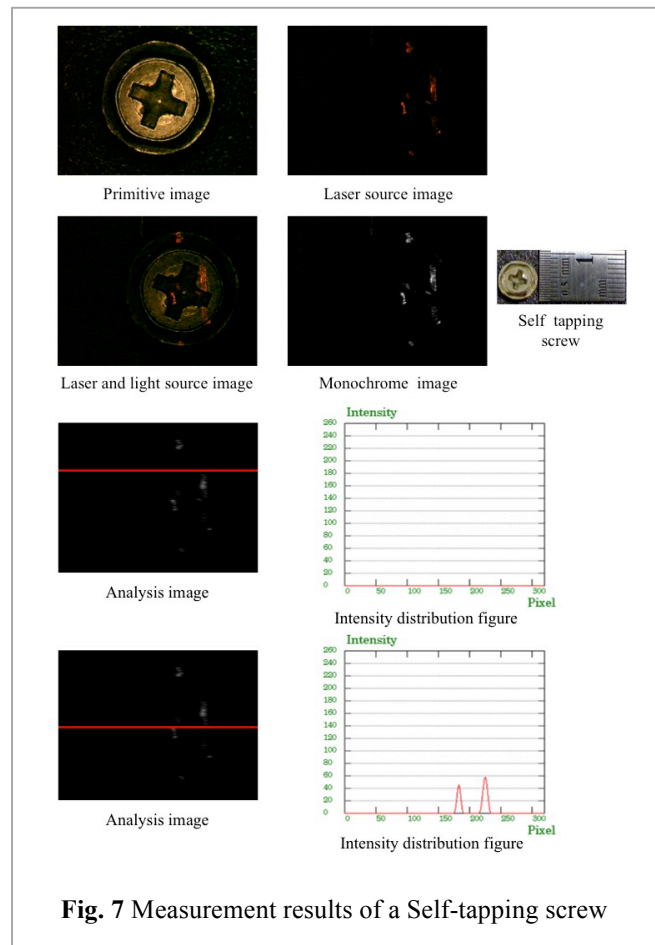 Primitive image
Laser source image
Laser and light source image
Monochrome image
0.5 mm
mm
Self tapping
screw
Intensity
260
240
220
200
180
160
140
120
100
80
60
40
20
0
0 50 100 150 200 250 300
Pixel
Analysis image
Intensity distribution figure
Intensity
260
240
220
200
180
160
140
120
100
80
60
40
20
0
0 50 100 150 200 250 300
Pixel
Analysis image
Intensity distribution figure
Fig. 7 Measurement results of a Self-tapping screw